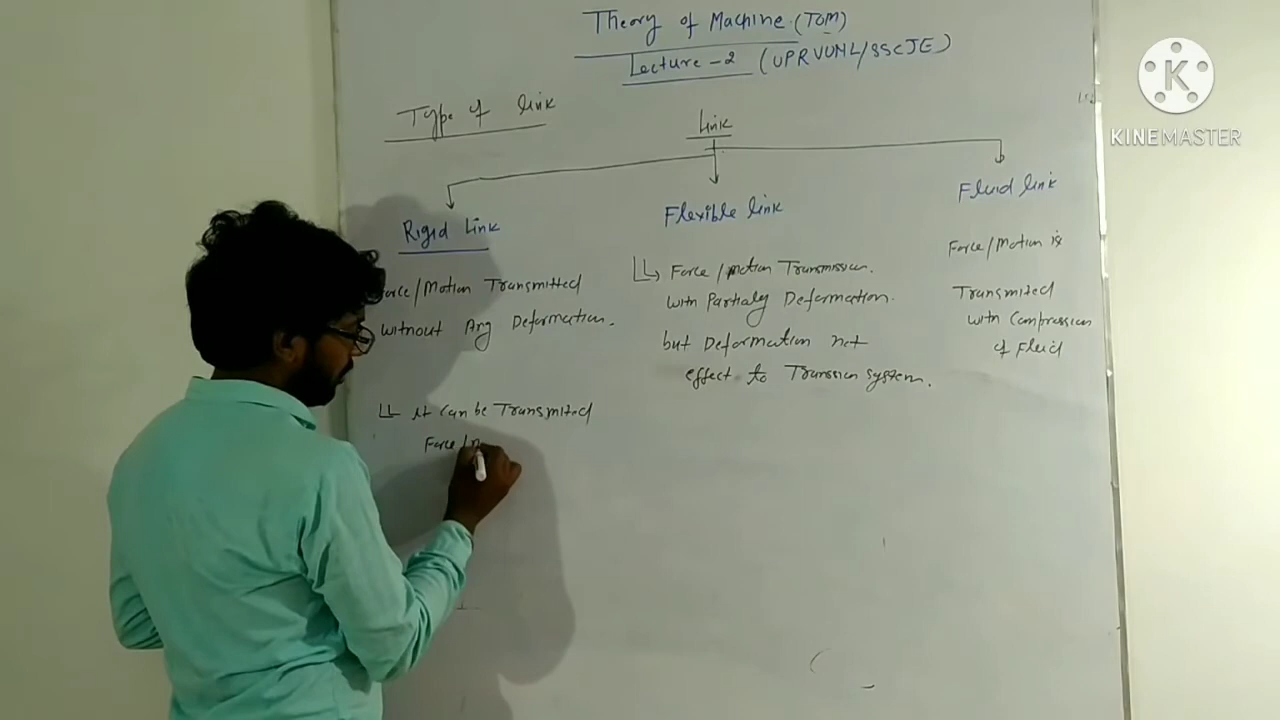 Theory of Machine (TOM)
Lecture - 2 (UPRVUNL/SSCJE)
Type of link
Link
Rigid Link
Force/Motion Transmitted
without Any Deformation.
It can be Transmited
Force/m
Flexible link
Force/Motion Transmission.
with Partialy Deformation.
but Deformation not
effect to system.
Fluid link
Force/Motion is
Transmited
with Compression
of Fluid
K
KINEMASTER